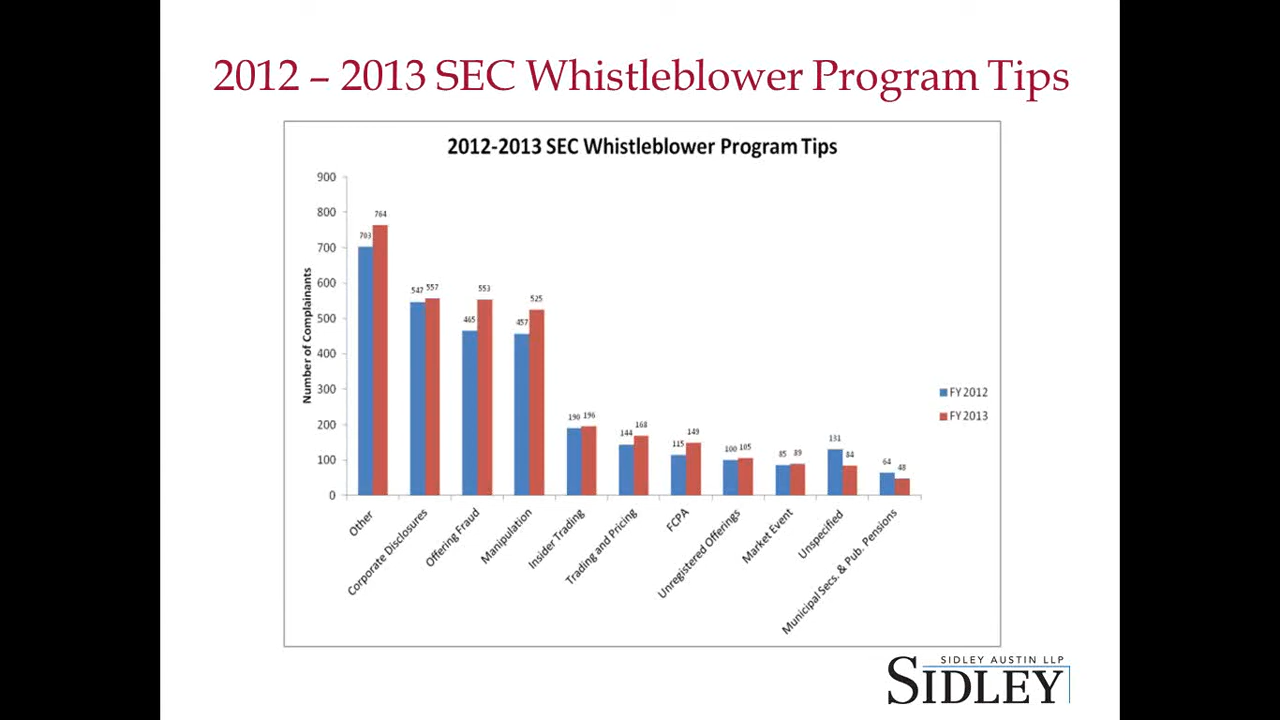 2012 – 2013 SEC Whistleblower Program Tips
2012-2013 SEC Whistleblower Program Tips
Number of Complainants
900
800
700
600
500
400
300
200
100
0
703 764
547 557
465 553
457 525
190 196
144 168
115 149
100 105
85 89
131 84
64 48
Other
Corporate Disclosures
Offering Fraud
Manipulation
Insider Trading
Trading and Pricing
FCPA
Unregistered Offerings
Market Event
Unspecified
Municipal Secs. & Pub. Pensions
FY 2012
FY 2013
SIDLEY AUSTIN LLP
SIDLEY